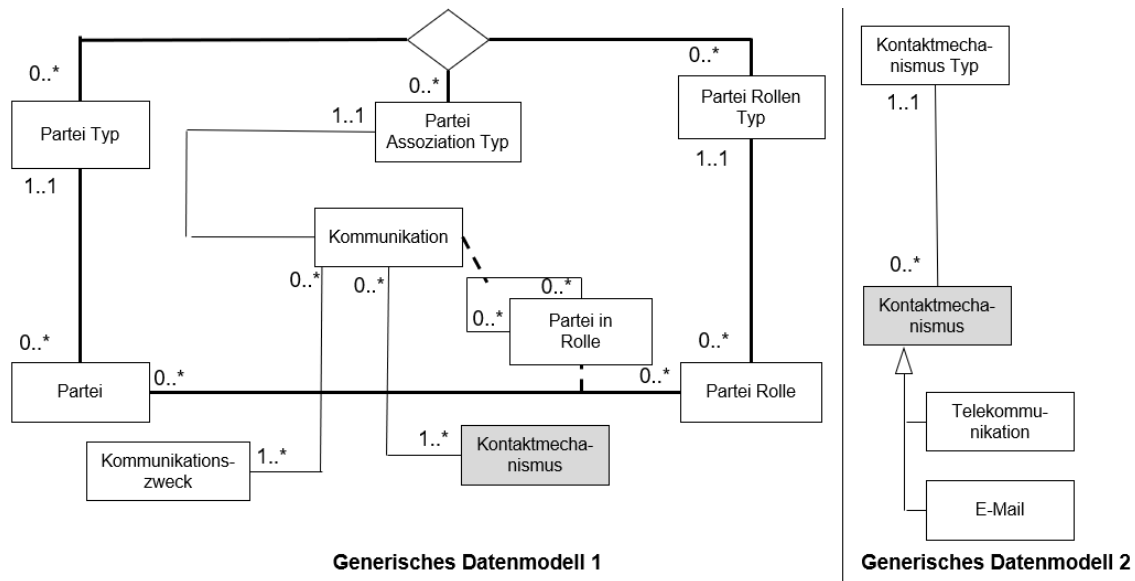 0..*
0..*
0..*
Partei Typ
1..1
1..1
Partei
Assoziation Typ
Partei Rollen
Typ
1..1
Kommunikation
0..*
0..*
0..*
0..*
Partei in
Rolle
0..*
0..*
Partei
0..*
0..*
Partei Rolle
Kommunikations-
zweck
1..*
1..*
Kontaktmecha-
nismus
Generisches Datenmodell 1
Kontaktmecha-
nismus Typ
1..1
0..*
Kontaktmecha-
nismus
Telekommu-
nikation
E-Mail
Generisches Datenmodell 2